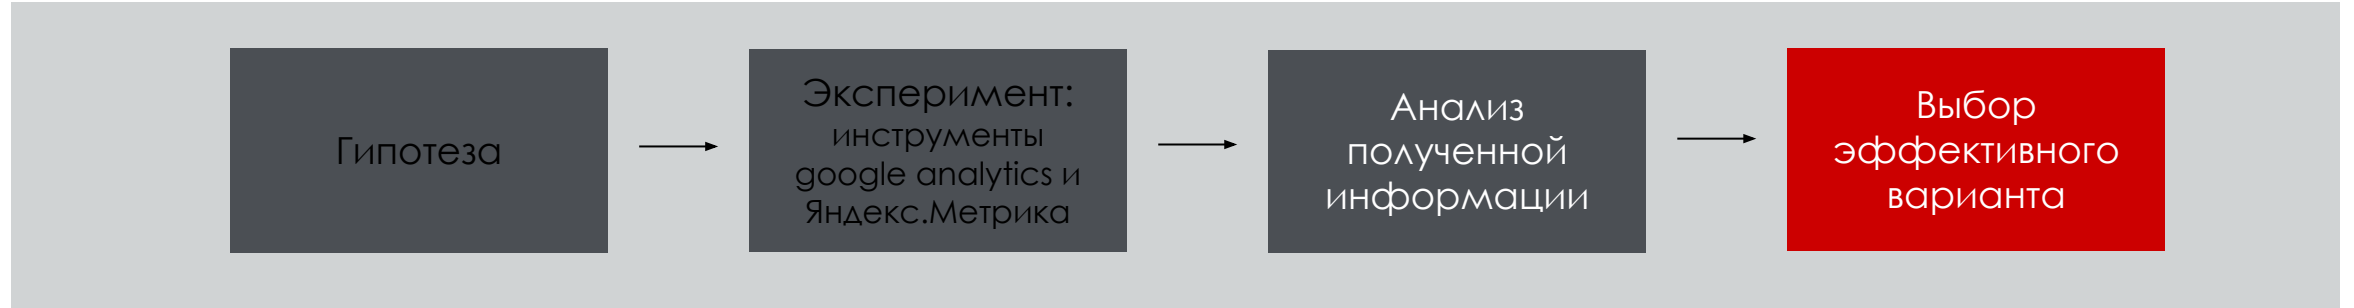 Гипотеза
Эксперимент:
инструменты
google analytics и
Яндекс.Метрика
Анализ
полученной
информации
Выбор
эффективного
варианта